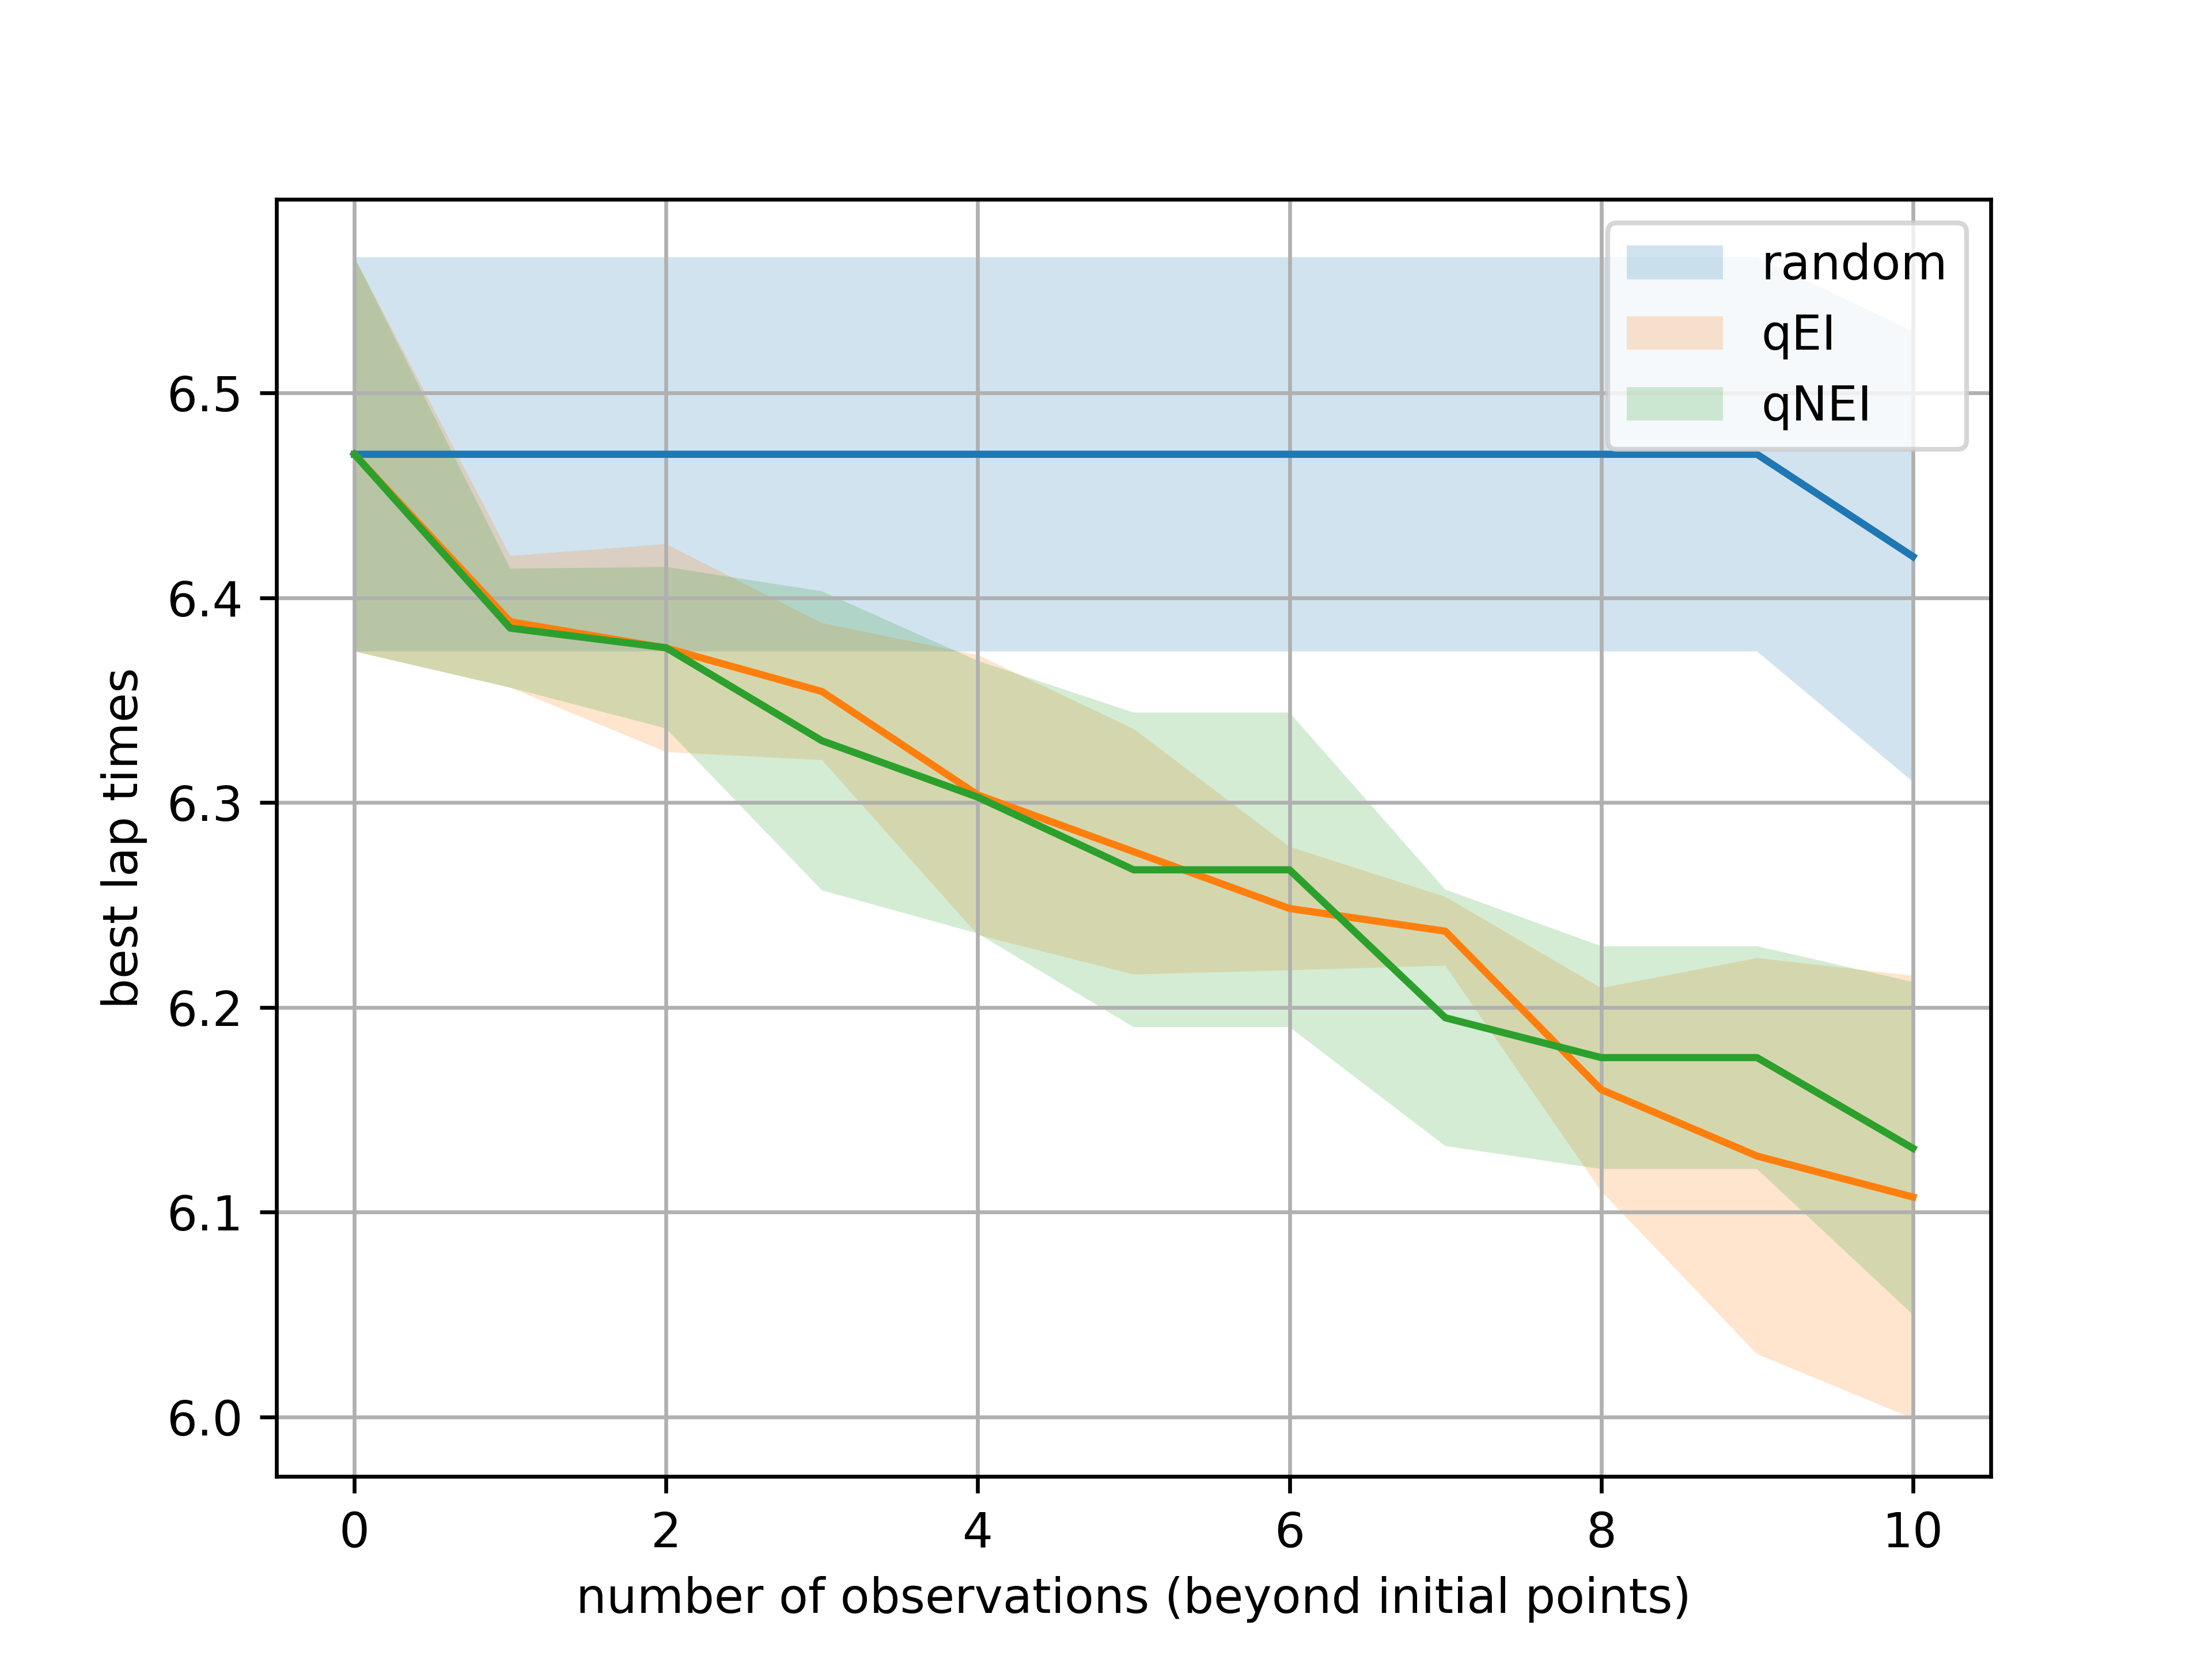 random
qEI
qNEI
best lap times
6.5
6.4
6.3
6.2
6.1
6.0
0 2 4 6 8 10
number of observations (beyond initial points)